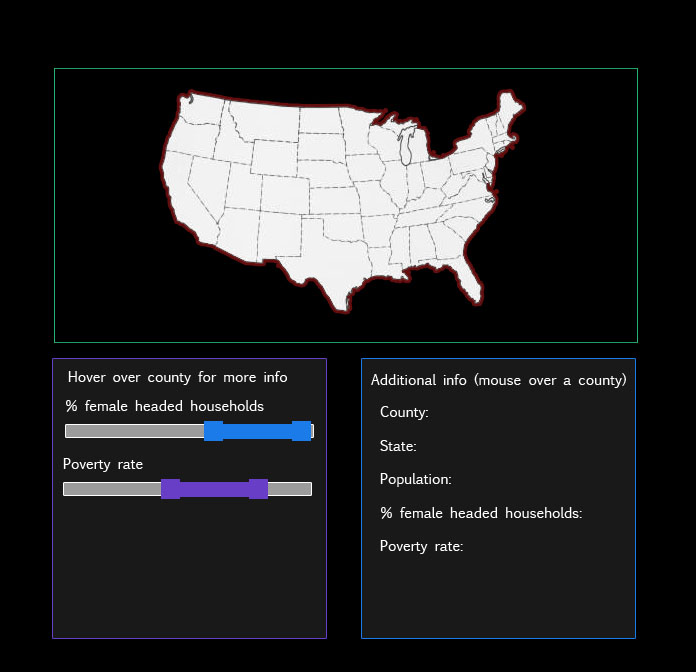 Hover over county for more info
% female headed households
Poverty rate
Additional info (mouse over a county)
County:
State:
Population:
% female headed households:
Poverty rate: